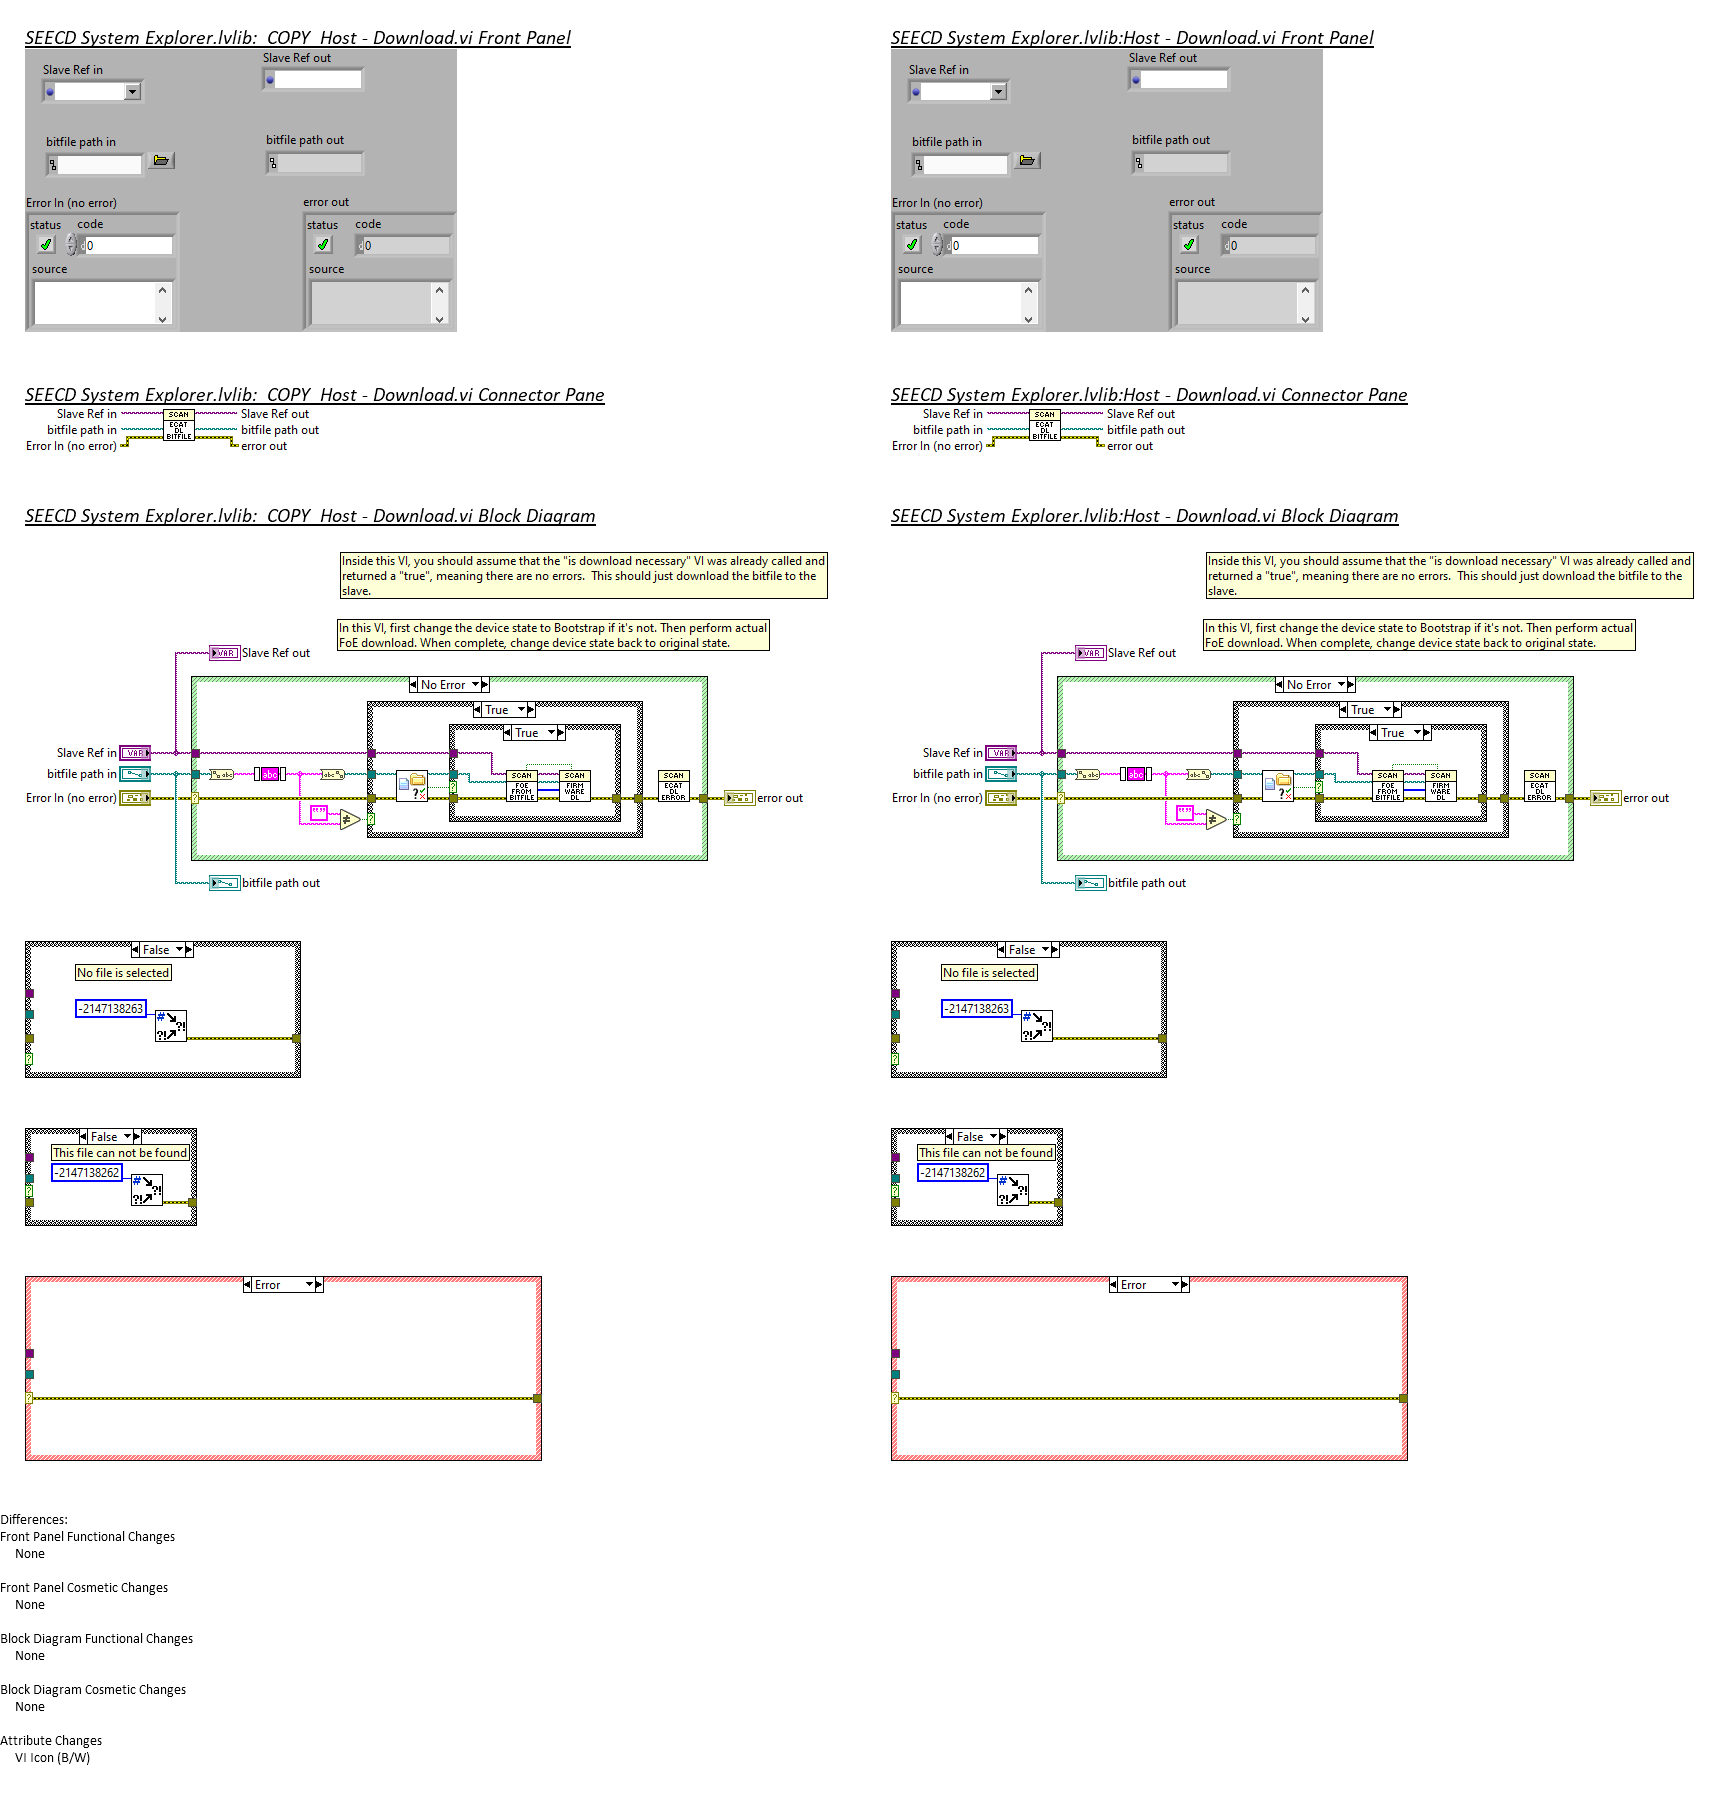 SEECD System Explorer.lvlib:_COPY_Host - Download.vi Front Panel
Slave Ref in
Slave Ref out
bitfile path in
bitfile path out
Error In (no error)
error out
status code
0
source
status code
0
source
SEECD System Explorer.lvlib:Host - Download.vi Front Panel
Slave Ref in
Slave Ref out
bitfile path in
bitfile path out
Error In (no error)
error out
status code
0
source
status code
0
source
SEECD System Explorer.lvlib:_COPY_Host - Download.vi Connector Pane
Slave Ref in
bitfile path in
Error In (no error)
SCAN
ECAT
DL
BITFILE
Slave Ref out
bitfile path out
error out
SEECD System Explorer.lvlib:Host - Download.vi Connector Pane
Slave Ref in
bitfile path in
Error In (no error)
SCAN
ECAT
DL
BITFILE
Slave Ref out
bitfile path out
error out
SEECD System Explorer.lvlib:_COPY_Host - Download.vi Block Diagram
Inside this VI, you should assume that the "is download necessary" VI was already called and
returned a "true", meaning there are no errors.  This should just download the bitfile to the
slave.
In this VI, first change the device state to Bootstrap if it's not. Then perform actual
FoE download. When complete, change device state back to original state.
VAR Slave Ref out
No Error
True
True
Slave Ref in VAR
bitfile path in
Error In (no error)
abc
abc
abc
SCAN
FOE
FROM
BITFILE
SCAN
FIRM
WARE
DL
SCAN
ECAT
DL
ERROR
error out
bitfile path out
SEECD System Explorer.lvlib:Host - Download.vi Block Diagram
Inside this VI, you should assume that the "is download necessary" VI was already called and
returned a "true", meaning there are no errors.  This should just download the bitfile to the
slave.
In this VI, first change the device state to Bootstrap if it's not. Then perform actual
FoE download. When complete, change device state back to original state.
VAR Slave Ref out
No Error
True
True
Slave Ref in VAR
bitfile path in
Error In (no error)
abc
abc
abc
SCAN
FOE
FROM
BITFILE
SCAN
FIRM
WARE
DL
SCAN
ECAT
DL
ERROR
error out
bitfile path out
False
No file is selected
-2147138263
# ?!
?!
False
No file is selected
-2147138263
# ?!
?!
False
This file can not be found
-2147138262
# ?!
?!
False
This file can not be found
-2147138262
# ?!
?!
Error
?
Error
?
Differences:
Front Panel Functional Changes
None
Front Panel Cosmetic Changes
None
Block Diagram Functional Changes
None
Block Diagram Cosmetic Changes
None
Attribute Changes
VI Icon (B/W)